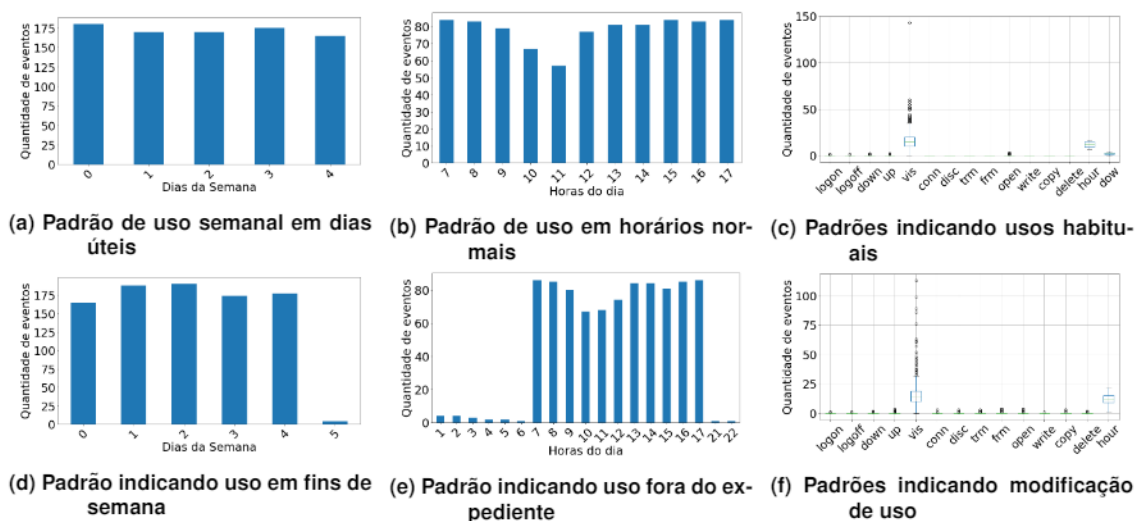 Quantidade de eventos
175
150
125
100
75
50
25
0
0 1 2 3 4
Dias da Semana
(a) Padrão de uso semanal em dias
úteis
Quantidade de eventos
80
70
60
50
40
30
20
10
0
7 8 9 10 11 12 13 14 15 16 17
Horas do dia
(b) Padrão de uso em horários nor-
mais
Quantidade de eventos
150
100
50
0
logon logoff down up vis conn disc trm frm open write copy delete hour dow
(c) Padrões indicando usos habitu-
ais
Quantidade de eventos
175
150
125
100
75
50
25
0
0 1 2 3 4 5
Dias da Semana
(d) Padrão indicando uso em fins de
semana
Quantidade de eventos
80
60
40
20
0
1 2 3 4 5 6 7 8 9 10 11 12 13 14 15 16 17 21 22
Horas do dia
(e) Padrão indicando uso fora do ex-
pediente
Quantidade de eventos
100
75
50
25
0
logon logoff down up vis conn disc trm frm open write copy delete hour
(f) Padrões indicando modificação
de uso